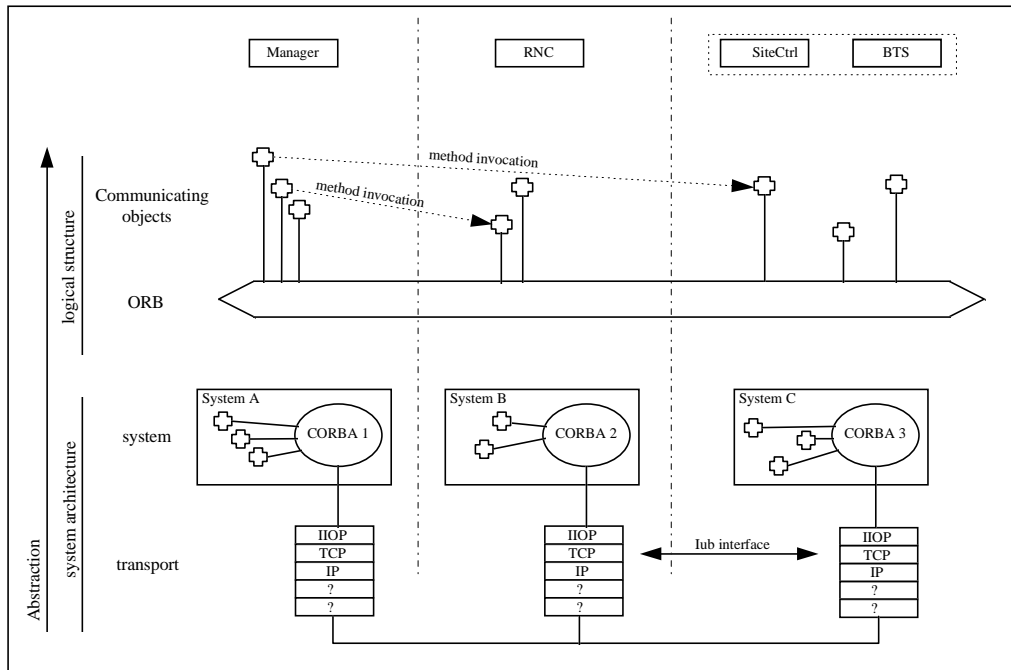 Manager
RNC
SiteCtrl
BTS
method invocation
method invocation
Communicating
objects
ORB
logical structure
System A
System B
System C
system
CORBA 1
CORBA 2
CORBA 3
IIOP
TCP
IP
?
?
IIOP
TCP
IP
?
?
Iub interface
IIOP
TCP
IP
?
?
transport
system architecture
Abstraction